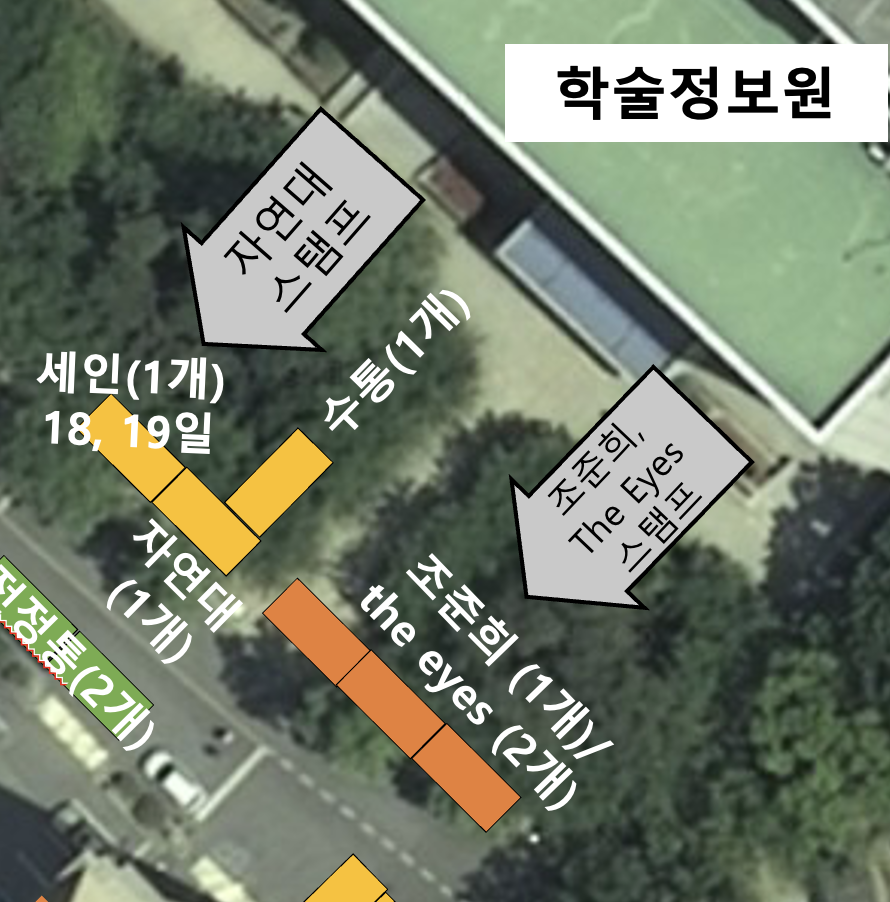 학술정보원
자연대
스탬프
수통(1개)
세인(1개)
18, 19일
조준희,
The Eyes
스탬프
자연대
(1개)
조준희 (1개)/
the eyes (2개)
전정통(2개)